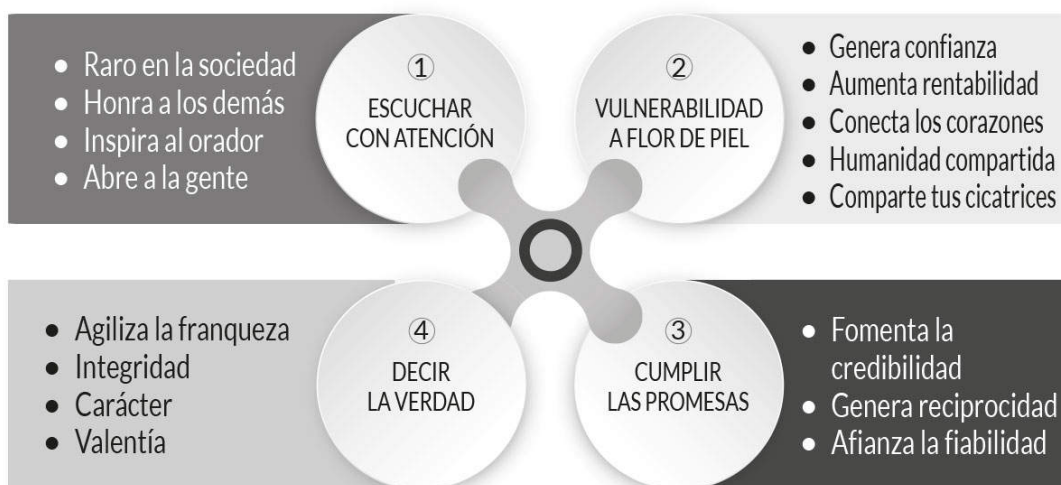 • Raro en la sociedad
• Honra a los demás
• Inspira al orador
• Abre a la gente
①
ESCUCHAR
CON ATENCIÓN
②
VULNERABILIDAD
A FLOR DE PIEL
• Genera confianza
• Aumenta rentabilidad
• Conecta los corazones
• Humanidad compartida
• Comparte tus cicatrices
• Agiliza la franqueza
• Integridad
• Carácter
• Valentía
④
DECIR
LA VERDAD
③
CUMPLIR
LAS PROMESAS
• Fomenta la
credibilidad
• Genera reciprocidad
• Afianza la fiabilidad